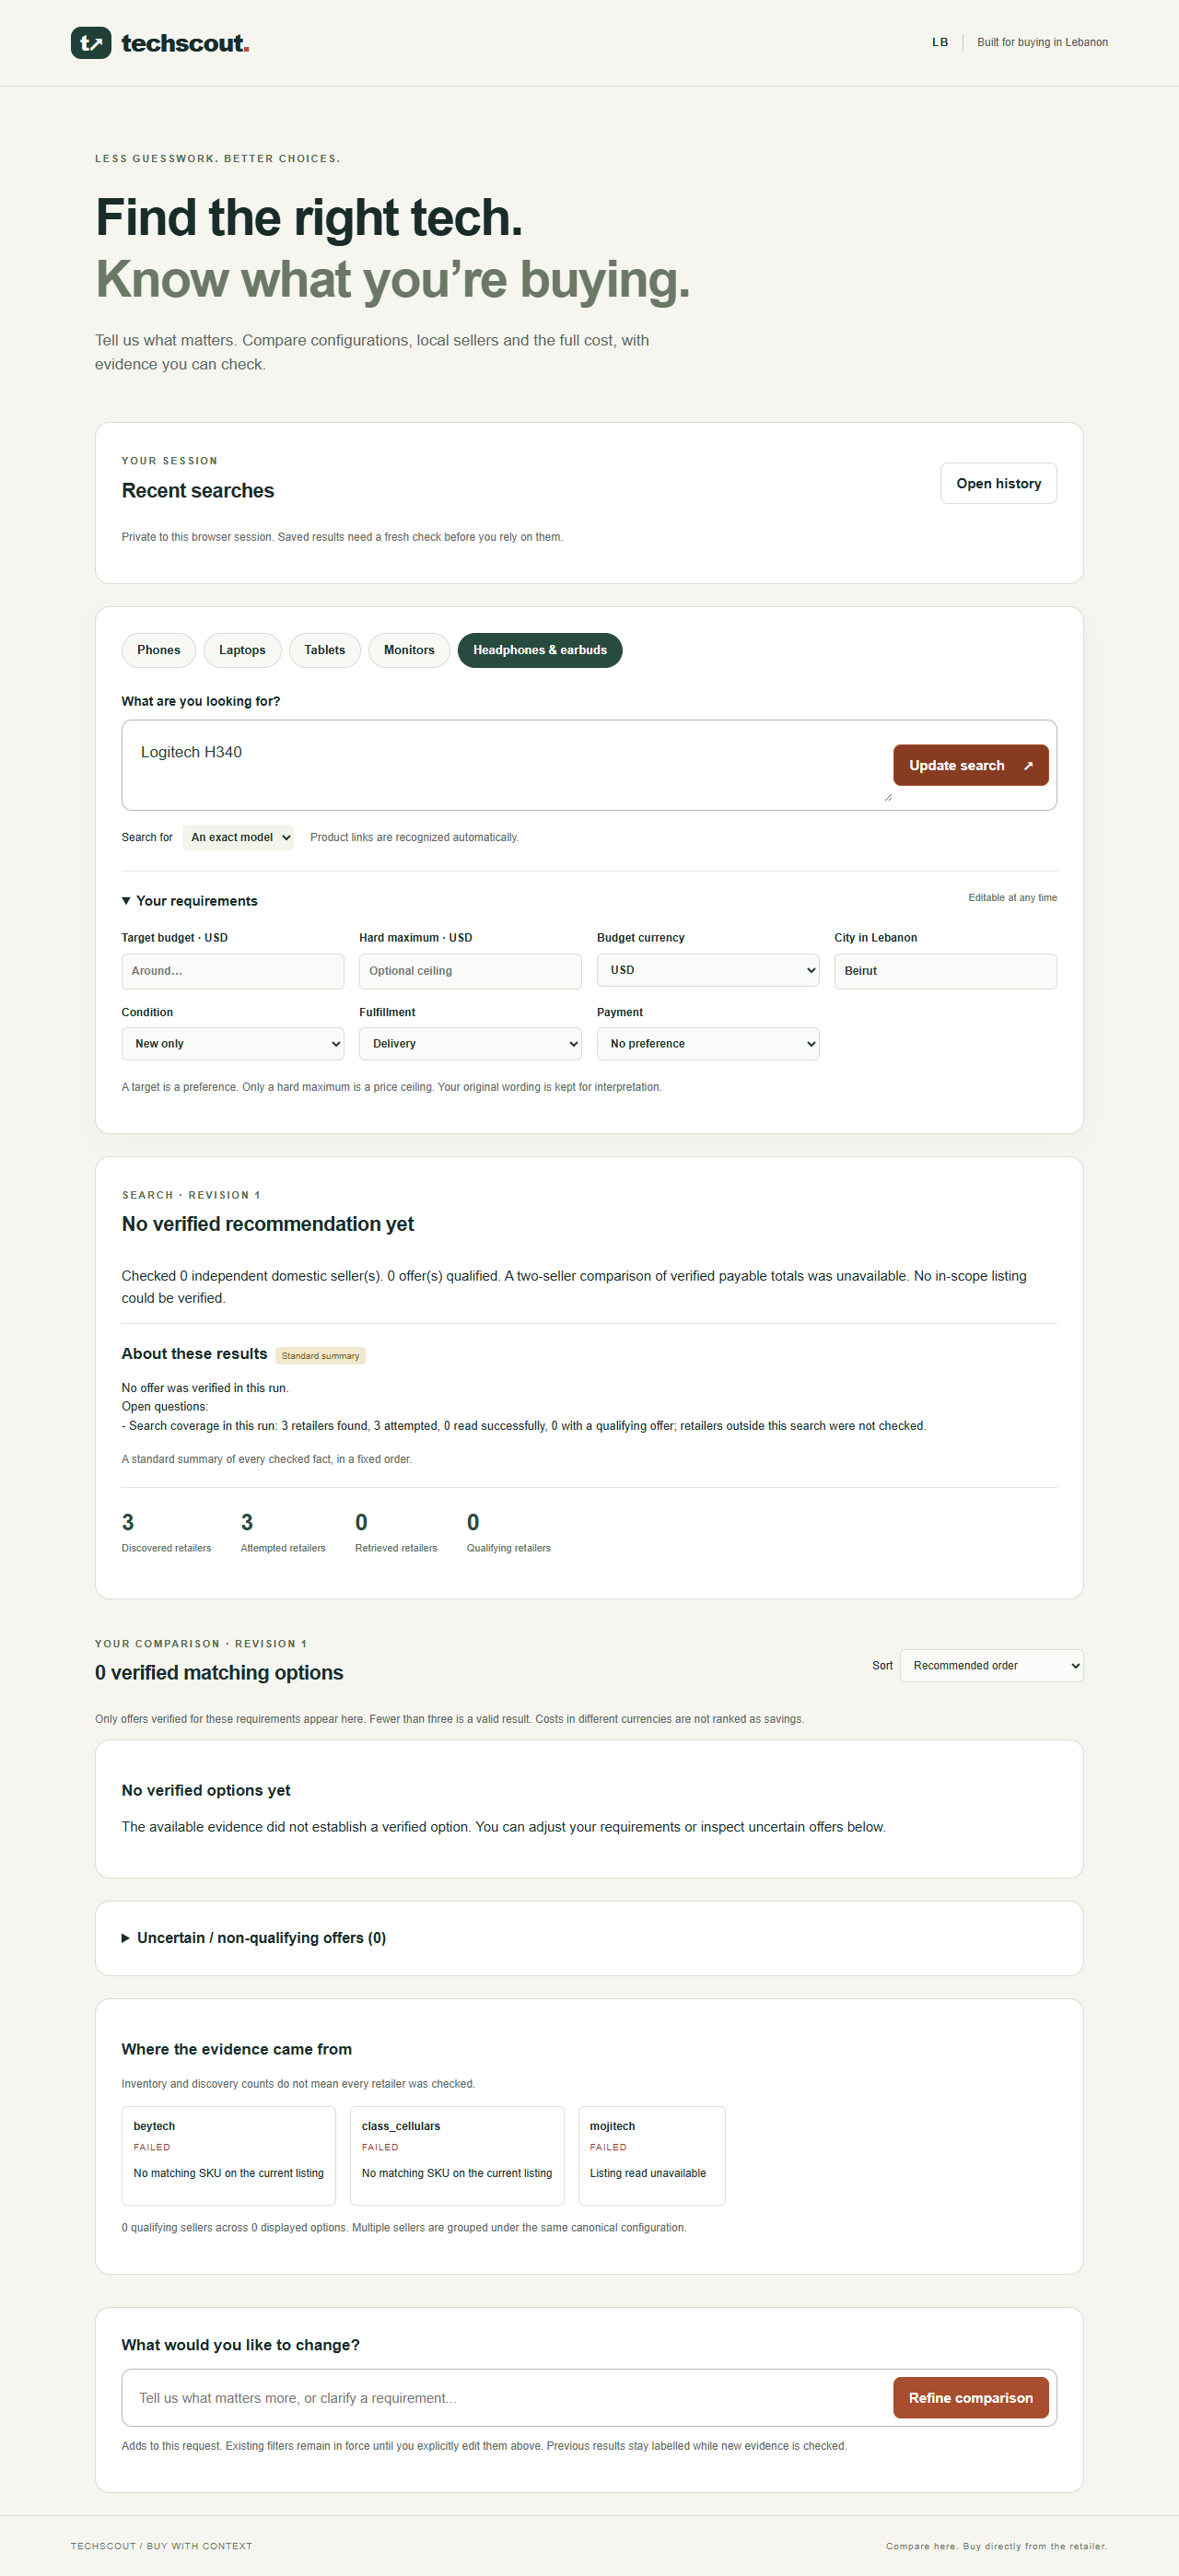 t↗ techscout.
LB
Built for buying in Lebanon
LESS GUESSWORK. BETTER CHOICES.
Find the right tech.
Know what you’re buying.
Tell us what matters. Compare configurations, local sellers and the full cost, with
evidence you can check.
YOUR SESSION
Recent searches
Open history
Private to this browser session. Saved results need a fresh check before you rely on them.
Phones
Laptops
Tablets
Monitors
Headphones & earbuds
What are you looking for?
Logitech H340
Update search ↗
Search for
An exact model
Product links are recognized automatically.
▼ Your requirements
Editable at any time
Target budget · USD
Hard maximum · USD
Budget currency
City in Lebanon
Around...
Optional ceiling
USD
Beirut
Condition
Fulfillment
Payment
New only
Delivery
No preference
A target is a preference. Only a hard maximum is a price ceiling. Your original wording is kept for interpretation.
SEARCH · REVISION 1
No verified recommendation yet
Checked 0 independent domestic seller(s). 0 offer(s) qualified. A two-seller comparison of verified payable totals was unavailable. No in-scope listing
could be verified.
About these results
Standard summary
No offer was verified in this run.
Open questions:
- Search coverage in this run: 3 retailers found, 3 attempted, 0 read successfully, 0 with a qualifying offer; retailers outside this search were not checked.
A standard summary of every checked fact, in a fixed order.
3
3
0
0
Discovered retailers
Attempted retailers
Retrieved retailers
Qualifying retailers
YOUR COMPARISON · REVISION 1
0 verified matching options
Sort
Recommended order
Only offers verified for these requirements appear here. Fewer than three is a valid result. Costs in different currencies are not ranked as savings.
No verified options yet
The available evidence did not establish a verified option. You can adjust your requirements or inspect uncertain offers below.
▶ Uncertain / non-qualifying offers (0)
Where the evidence came from
Inventory and discovery counts do not mean every retailer was checked.
beytech
FAILED
No matching SKU on the current listing
class_cellulars
FAILED
No matching SKU on the current listing
mojitech
FAILED
Listing read unavailable
0 qualifying sellers across 0 displayed options. Multiple sellers are grouped under the same canonical configuration.
What would you like to change?
Tell us what matters more, or clarify a requirement...
Refine comparison
Adds to this request. Existing filters remain in force until you explicitly edit them above. Previous results stay labelled while new evidence is checked.
TECHSCOUT / BUY WITH CONTEXT
Compare here. Buy directly from the retailer.